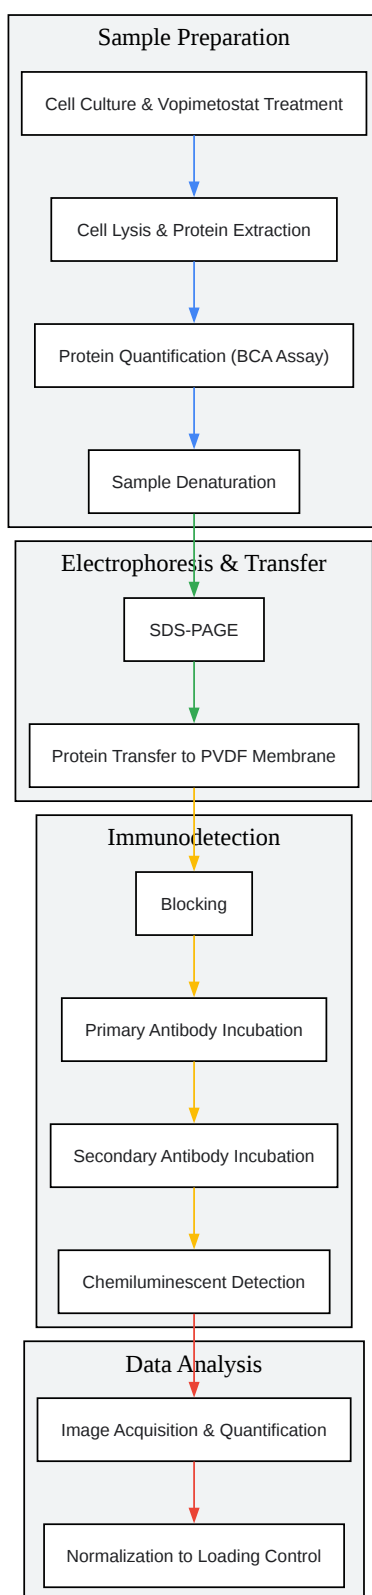 Sample Preparation
Cell Culture & Vopimetostat Treatment
Cell Lysis & Protein Extraction
Protein Quantification (BCA Assay)
Sample Denaturation
Electrophoresis & Transfer
SDS-PAGE
Protein Transfer to PVDF Membrane
Immunodetection
Blocking
Primary Antibody Incubation
Secondary Antibody Incubation
Chemiluminescent Detection
Data Analysis
Image Acquisition & Quantification
Normalization to Loading Control